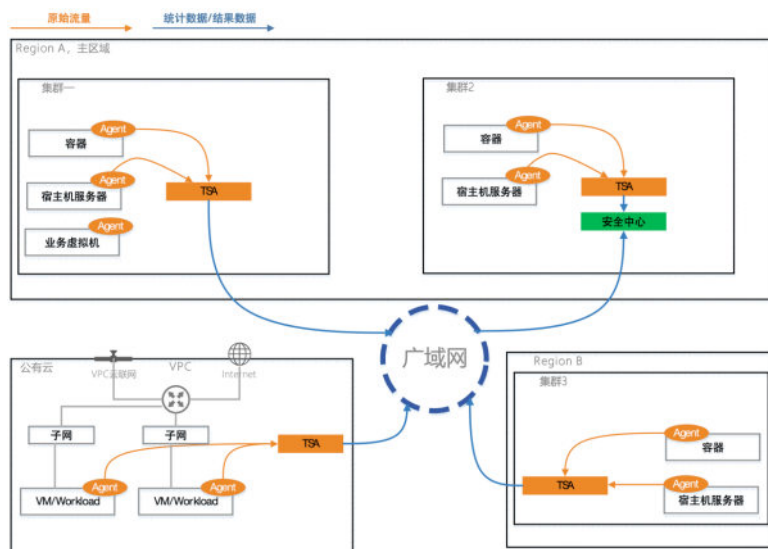 原始流量
统计数据/结果数据
Region A，主区域
集群一
Agent
容器
Agent
宿主机服务器
TSA
Agent
业务虚拟机
集群2
Agent
容器
Agent
宿主机服务器
TSA
安全中心
广域网
公有云
VPC
VPC云联网
Internet
子网
子网
TSA
Agent
VM/Workload
Agent
VM/Workload
Region B
集群3
Agent
容器
TSA
Agent
宿主机服务器